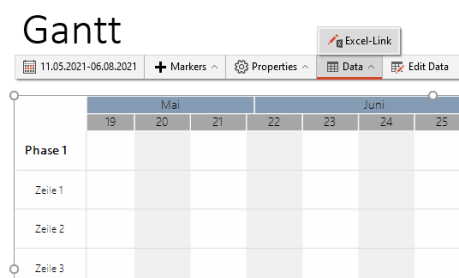 Gantt
Excel-Link
11.05.2021-06.08.2021 Markers Properties Data Edit Data
Mai Juni
19 20 21 22 23 24 25
Phase 1
Zeile 1
Zeile 2
Zeile 3